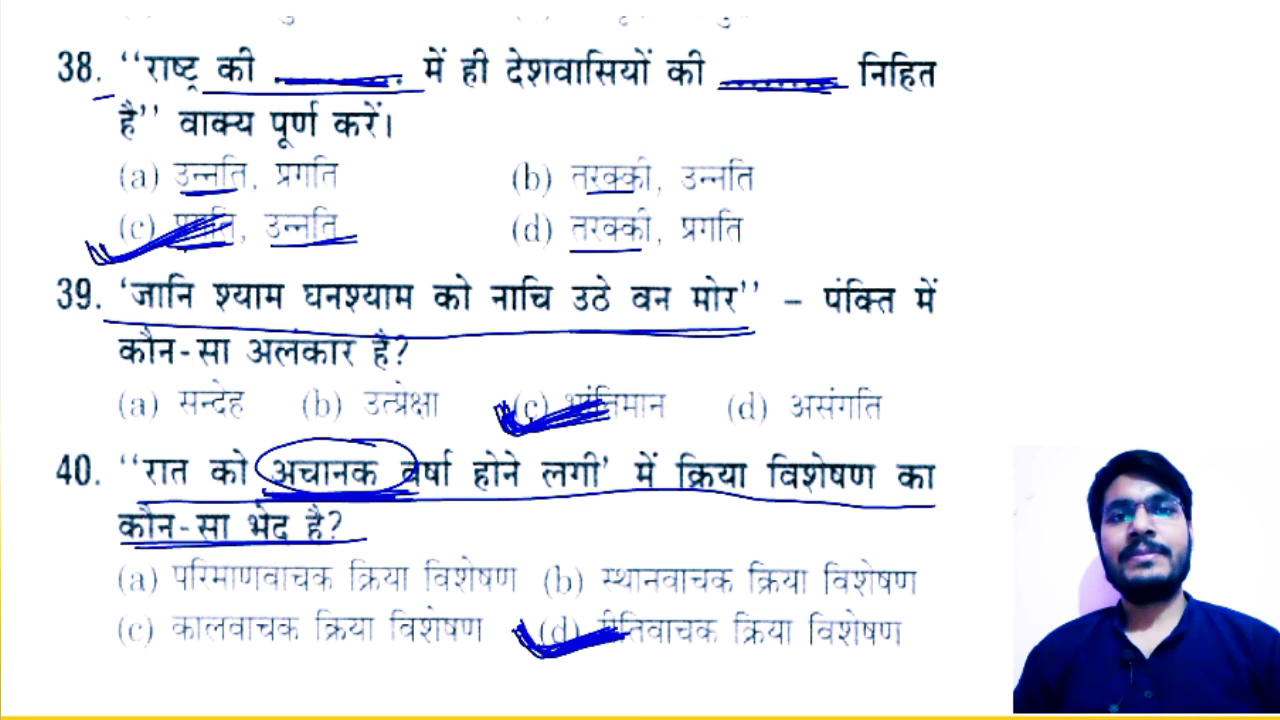 38. ‘‘राष्ट्र की ........... में ही देशवासियों की ........... निहित
है’’ वाक्य पूर्ण करें।
(a) उन्नति, प्रगति (b) तरक्की, उन्नति
(c) प्रगति, उन्नति (d) तरक्की, प्रगति
39. ‘जानि श्याम घनश्याम को नाचि उठे वन मोर’’ – पंक्ति में
कौन-सा अलंकार है?
(a) सन्देह (b) उत्प्रेक्षा (c) भ्रांतिमान (d) असंगति
40. ‘‘रात को अचानक वर्षा होने लगी’ में क्रिया विशेषण का
कौन-सा भेद है?
(a) परिमाणवाचक क्रिया विशेषण (b) स्थानवाचक क्रिया विशेषण
(c) कालवाचक क्रिया विशेषण (d) रीतिवाचक क्रिया विशेषण